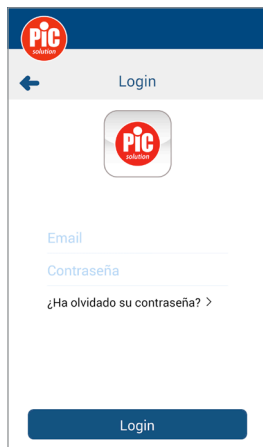 PiC
solution
Login
PiC
solution
Email
Contraseña
¿Ha olvidado su contraseña? >
Login